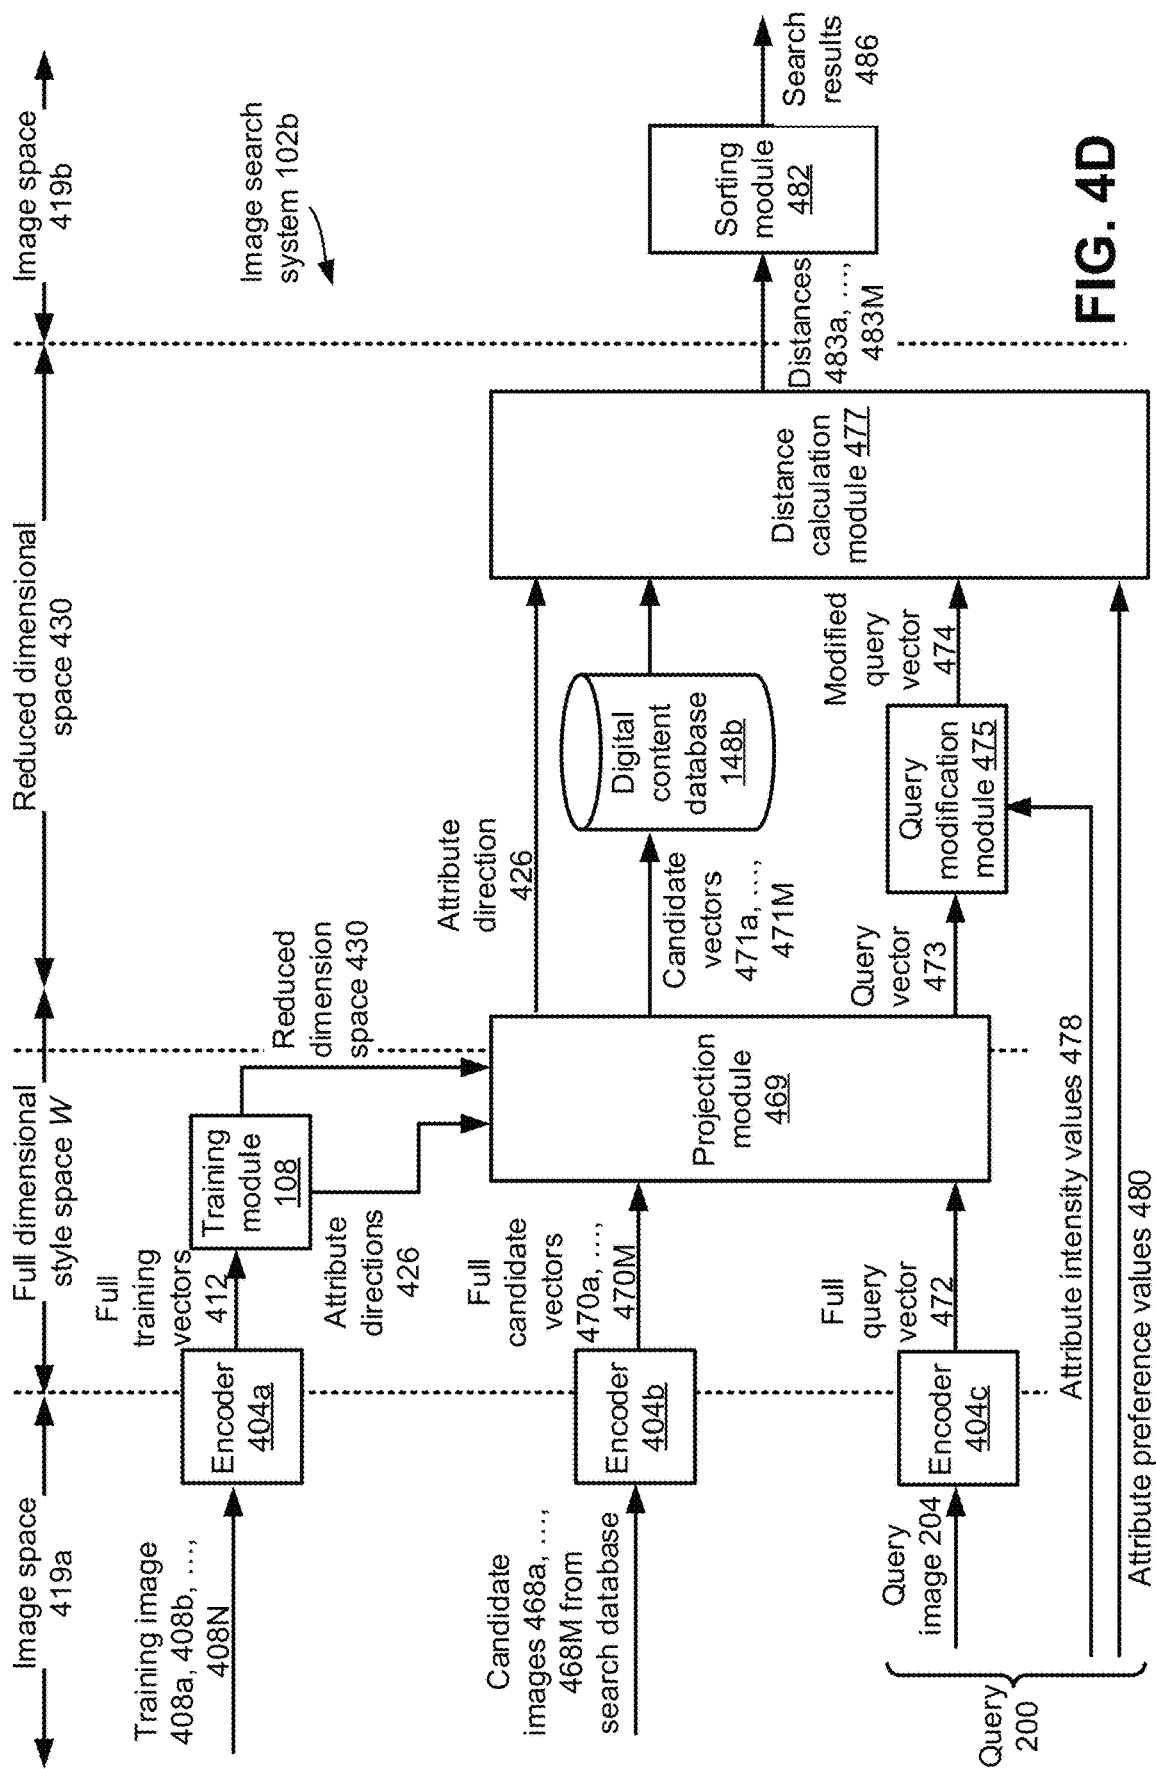 Image space
419a
Full dimensional
style space W
Reduced dimensional
space 430
Image space
419b
Image search
system 102b
Training image
408a, 408b, ...,
408N
Encoder
404a
Full
training
vectors
412
Training
module
108
Attribute
directions
426
Reduced
dimension
space 430
Candidate
images 468a, ...,
468M from
search database
Encoder
404b
Full
candidate
vectors
470a, ...,
470M
Projection
module
469
Attribute
direction
426
Candidate
vectors
471a, ...,
471M
Digital
content
database
148b
Query
200
Query
image 204
Encoder
404c
Full
query
vector
472
Query
vector
473
Query
modification
module 475
Modified
query
vector
474
Attribute intensity values 478
Attribute preference values 480
Distance
calculation
module 477
Distances
483a, ...,
483M
Sorting
module
482
Search
results
486
FIG. 4D